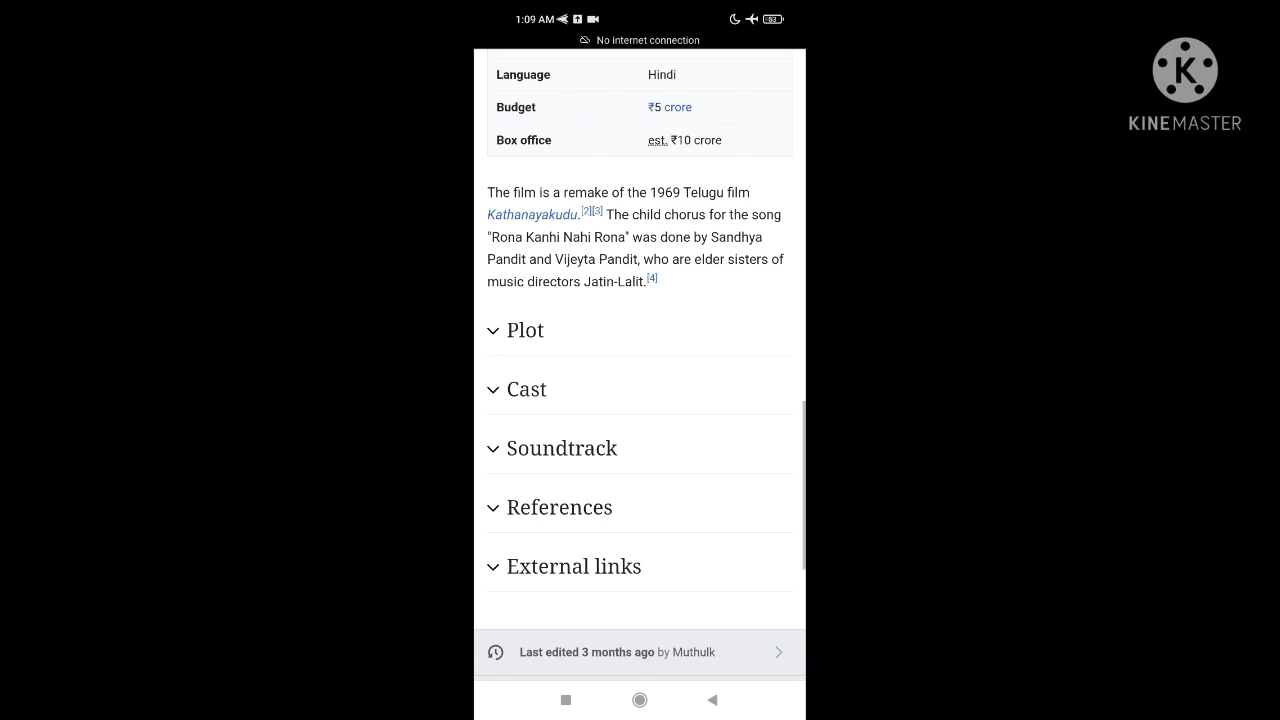 1:09 AM
53
No internet connection
Language Hindi
Budget ₹5 crore
Box office est. ₹10 crore
The film is a remake of the 1969 Telugu film
Kathanayakudu.[2][3] The child chorus for the song
"Rona Kanhi Nahi Rona" was done by Sandhya
Pandit and Vijeyta Pandit, who are elder sisters of
music directors Jatin-Lalit.[4]
Plot
Cast
Soundtrack
References
External links
Last edited 3 months ago by Muthulk
K
KINEMASTER